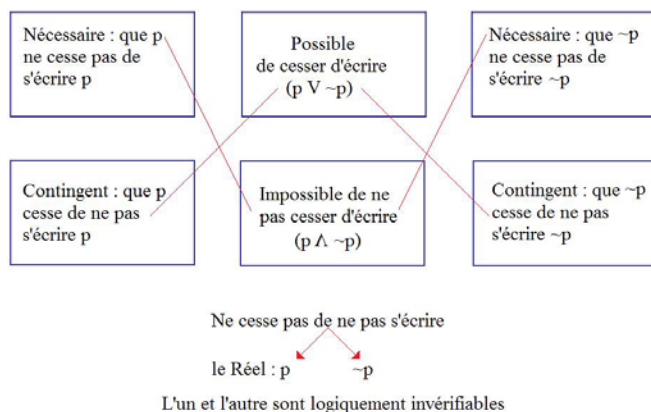 Nécessaire : que p
ne cesse pas de
s'écrire p
Possible
de cesser d'écrire
(p V ~p)
Nécessaire : que ~p
ne cesse pas de
s'écrire ~p
Contingent : que p
cesse de ne pas
s'écrire p
Impossible de ne
pas cesser d'écrire
(p Λ ~p)
Contingent : que ~p
cesse de ne pas
s'écrire ~p
Ne cesse pas de ne pas s'écrire
le Réel : p ~p
L'un et l'autre sont logiquement invérifiables